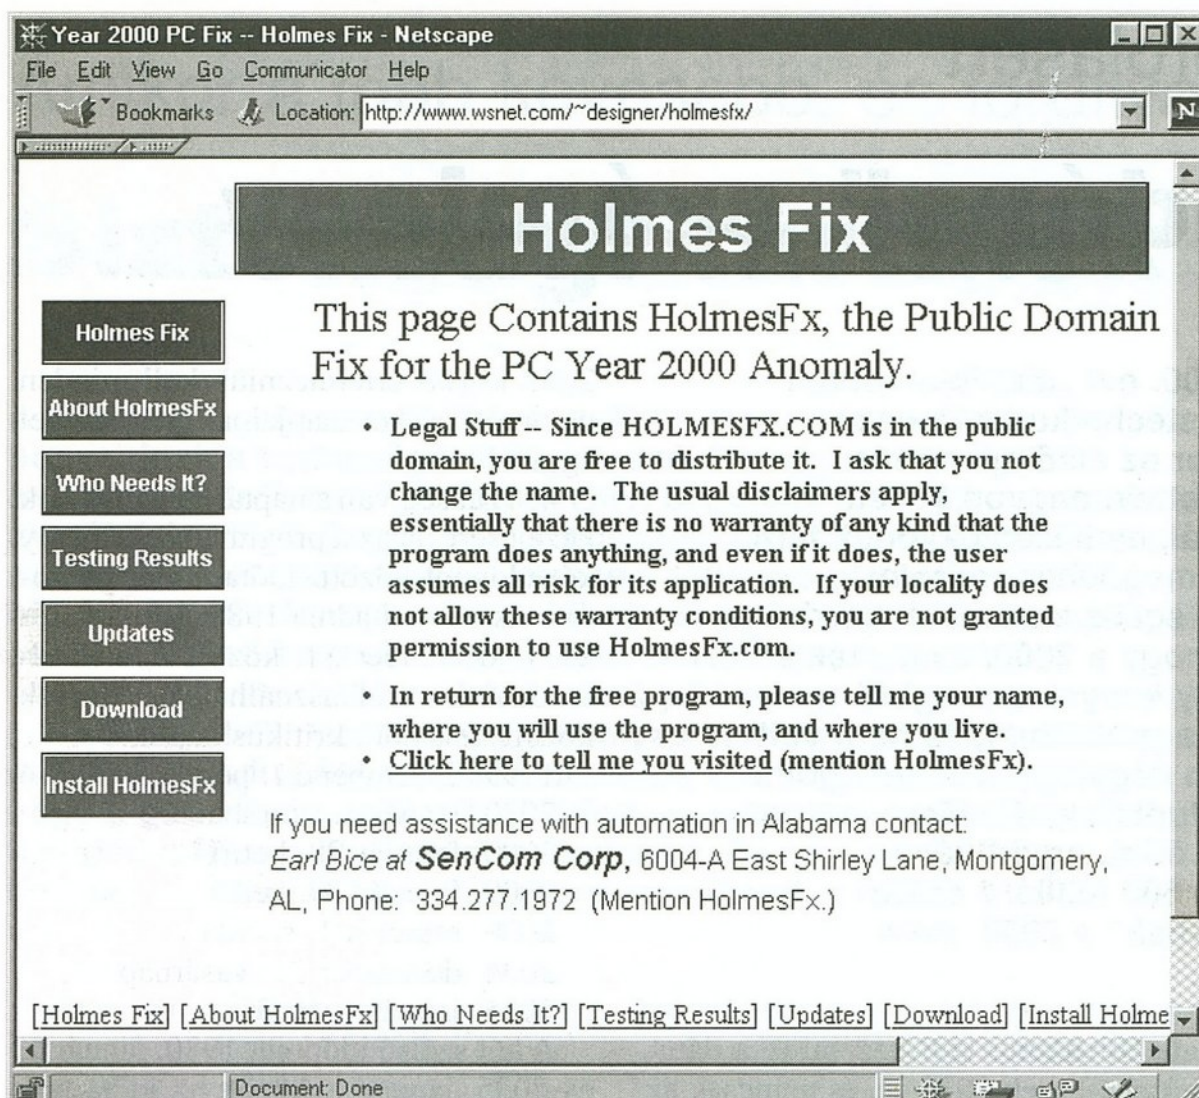 Year 2000 PC Fix -- Holmes Fix - Netscape
File Edit View Go Communicator Help
Bookmarks Location: http://www.wsnet.com/~designer/holmesfx/
N
Holmes Fix
Holmes Fix
About HolmesFx
Who Needs It?
Testing Results
Updates
Download
Install HolmesFx
This page Contains HolmesFx, the Public Domain
Fix for the PC Year 2000 Anomaly.
• Legal Stuff -- Since HOLMESFX.COM is in the public
domain, you are free to distribute it. I ask that you not
change the name. The usual disclaimers apply,
essentially that there is no warranty of any kind that the
program does anything, and even if it does, the user
assumes all risk for its application. If your locality does
not allow these warranty conditions, you are not granted
permission to use HolmesFx.com.
• In return for the free program, please tell me your name,
where you will use the program, and where you live.
• Click here to tell me you visited (mention HolmesFx).
If you need assistance with automation in Alabama contact:
Earl Bice at SenCom Corp, 6004-A East Shirley Lane, Montgomery,
AL, Phone: 334.277.1972 (Mention HolmesFx.)
[Holmes Fix] [About HolmesFx] [Who Needs It?] [Testing Results] [Updates] [Download] [Install Holme
Document: Done